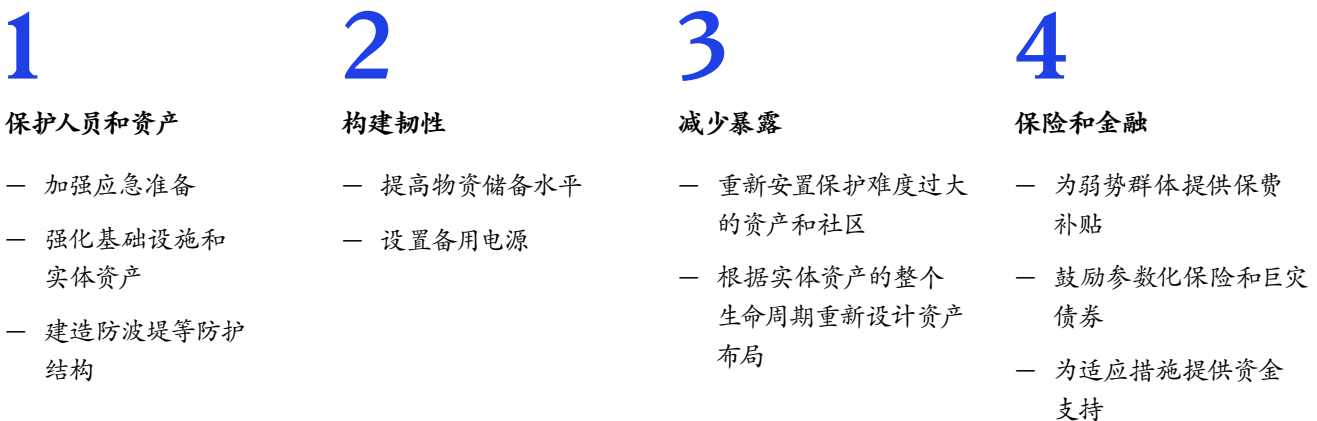 1
保护人员和资产
— 加强应急准备
— 强化基础设施和
实体资产
— 建造防波堤等防护
结构
2
构建韧性
— 提高物资储备水平
— 设置备用电源
3
减少暴露
— 重新安置保护难度过大
的资产和社区
— 根据实体资产的整个
生命周期重新设计资产
布局
4
保险和金融
— 为弱势群体提供保费
补贴
— 鼓励参数化保险和巨灾
债券
— 为适应措施提供资金
支持